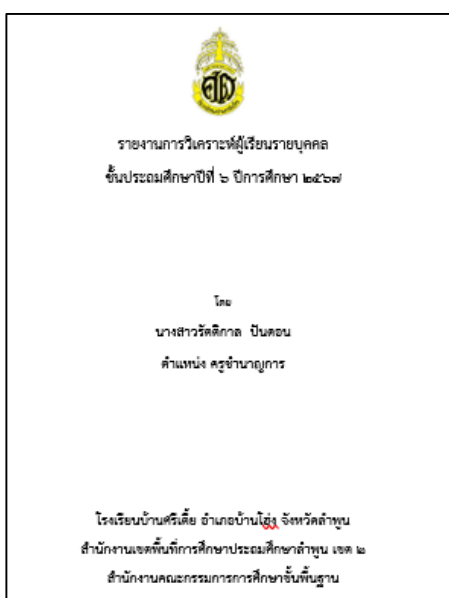 รายงานการวิเคราะห์ผู้เรียนรายบุคคล
ชั้นประถมศึกษาปีที่ ๖ ปีการศึกษา ๒๕๖๗
โดย
นางสาวรัตติกาล ปันดอน
ตำแหน่ง ครูชำนาญการ
โรงเรียนบ้านศรีเตี้ย อำเภอบ้านโฮ่ง จังหวัดลำพูน
สำนักงานเขตพื้นที่การศึกษาประถมศึกษาลำพูน เขต ๒
สำนักงานคณะกรรมการการศึกษาขั้นพื้นฐาน